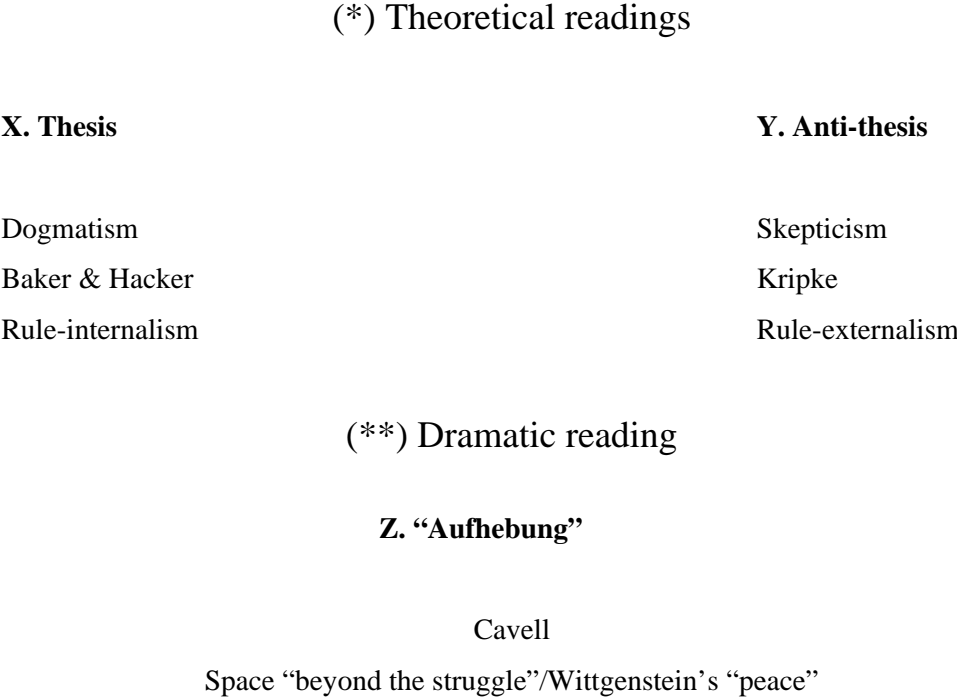 (*) Theoretical readings
X. Thesis Y. Anti-thesis
Dogmatism Skepticism
Baker & Hacker Kripke
Rule-internalism Rule-externalism
(**) Dramatic reading
Z. “Aufhebung”
Cavell
Space “beyond the struggle”/Wittgenstein’s “peace”